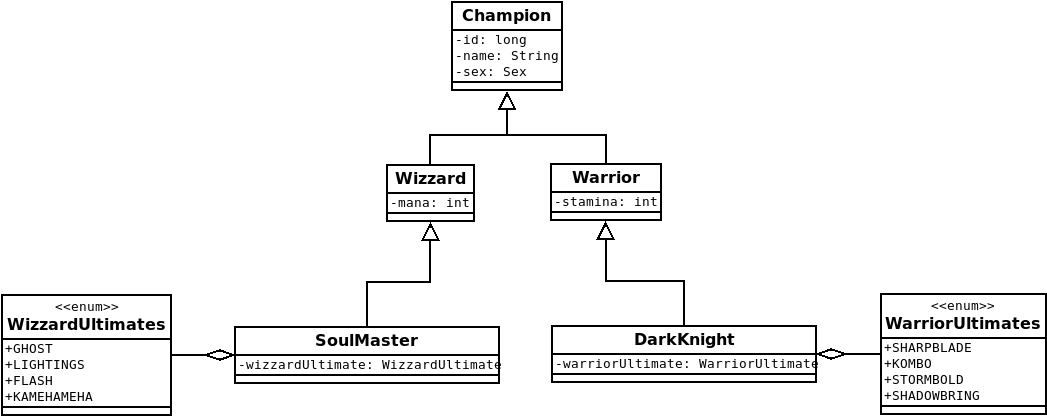 Champion
-id: long
-name: String
-sex: Sex
Wizzard
-mana: int
Warrior
-stamina: int
<<enum>>
WizzardUltimates
+GHOST
+LIGHTINGS
+FLASH
+KAMEHAMEHA
SoulMaster
-wizzardUltimate: WizzardUltimate
DarkKnight
-warriorUltimate: WarriorUltimate
<<enum>>
WarriorUltimates
+SHARPBLADE
+KOMBO
+STORMBOLD
+SHADOWBRING